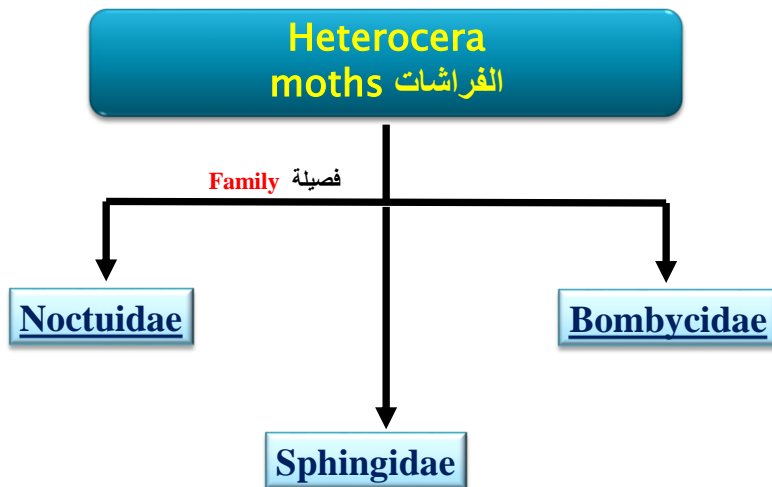 Heterocera
moths الفراشات
Family فصيلة
Noctuidae
Bombycidae
Sphingidae